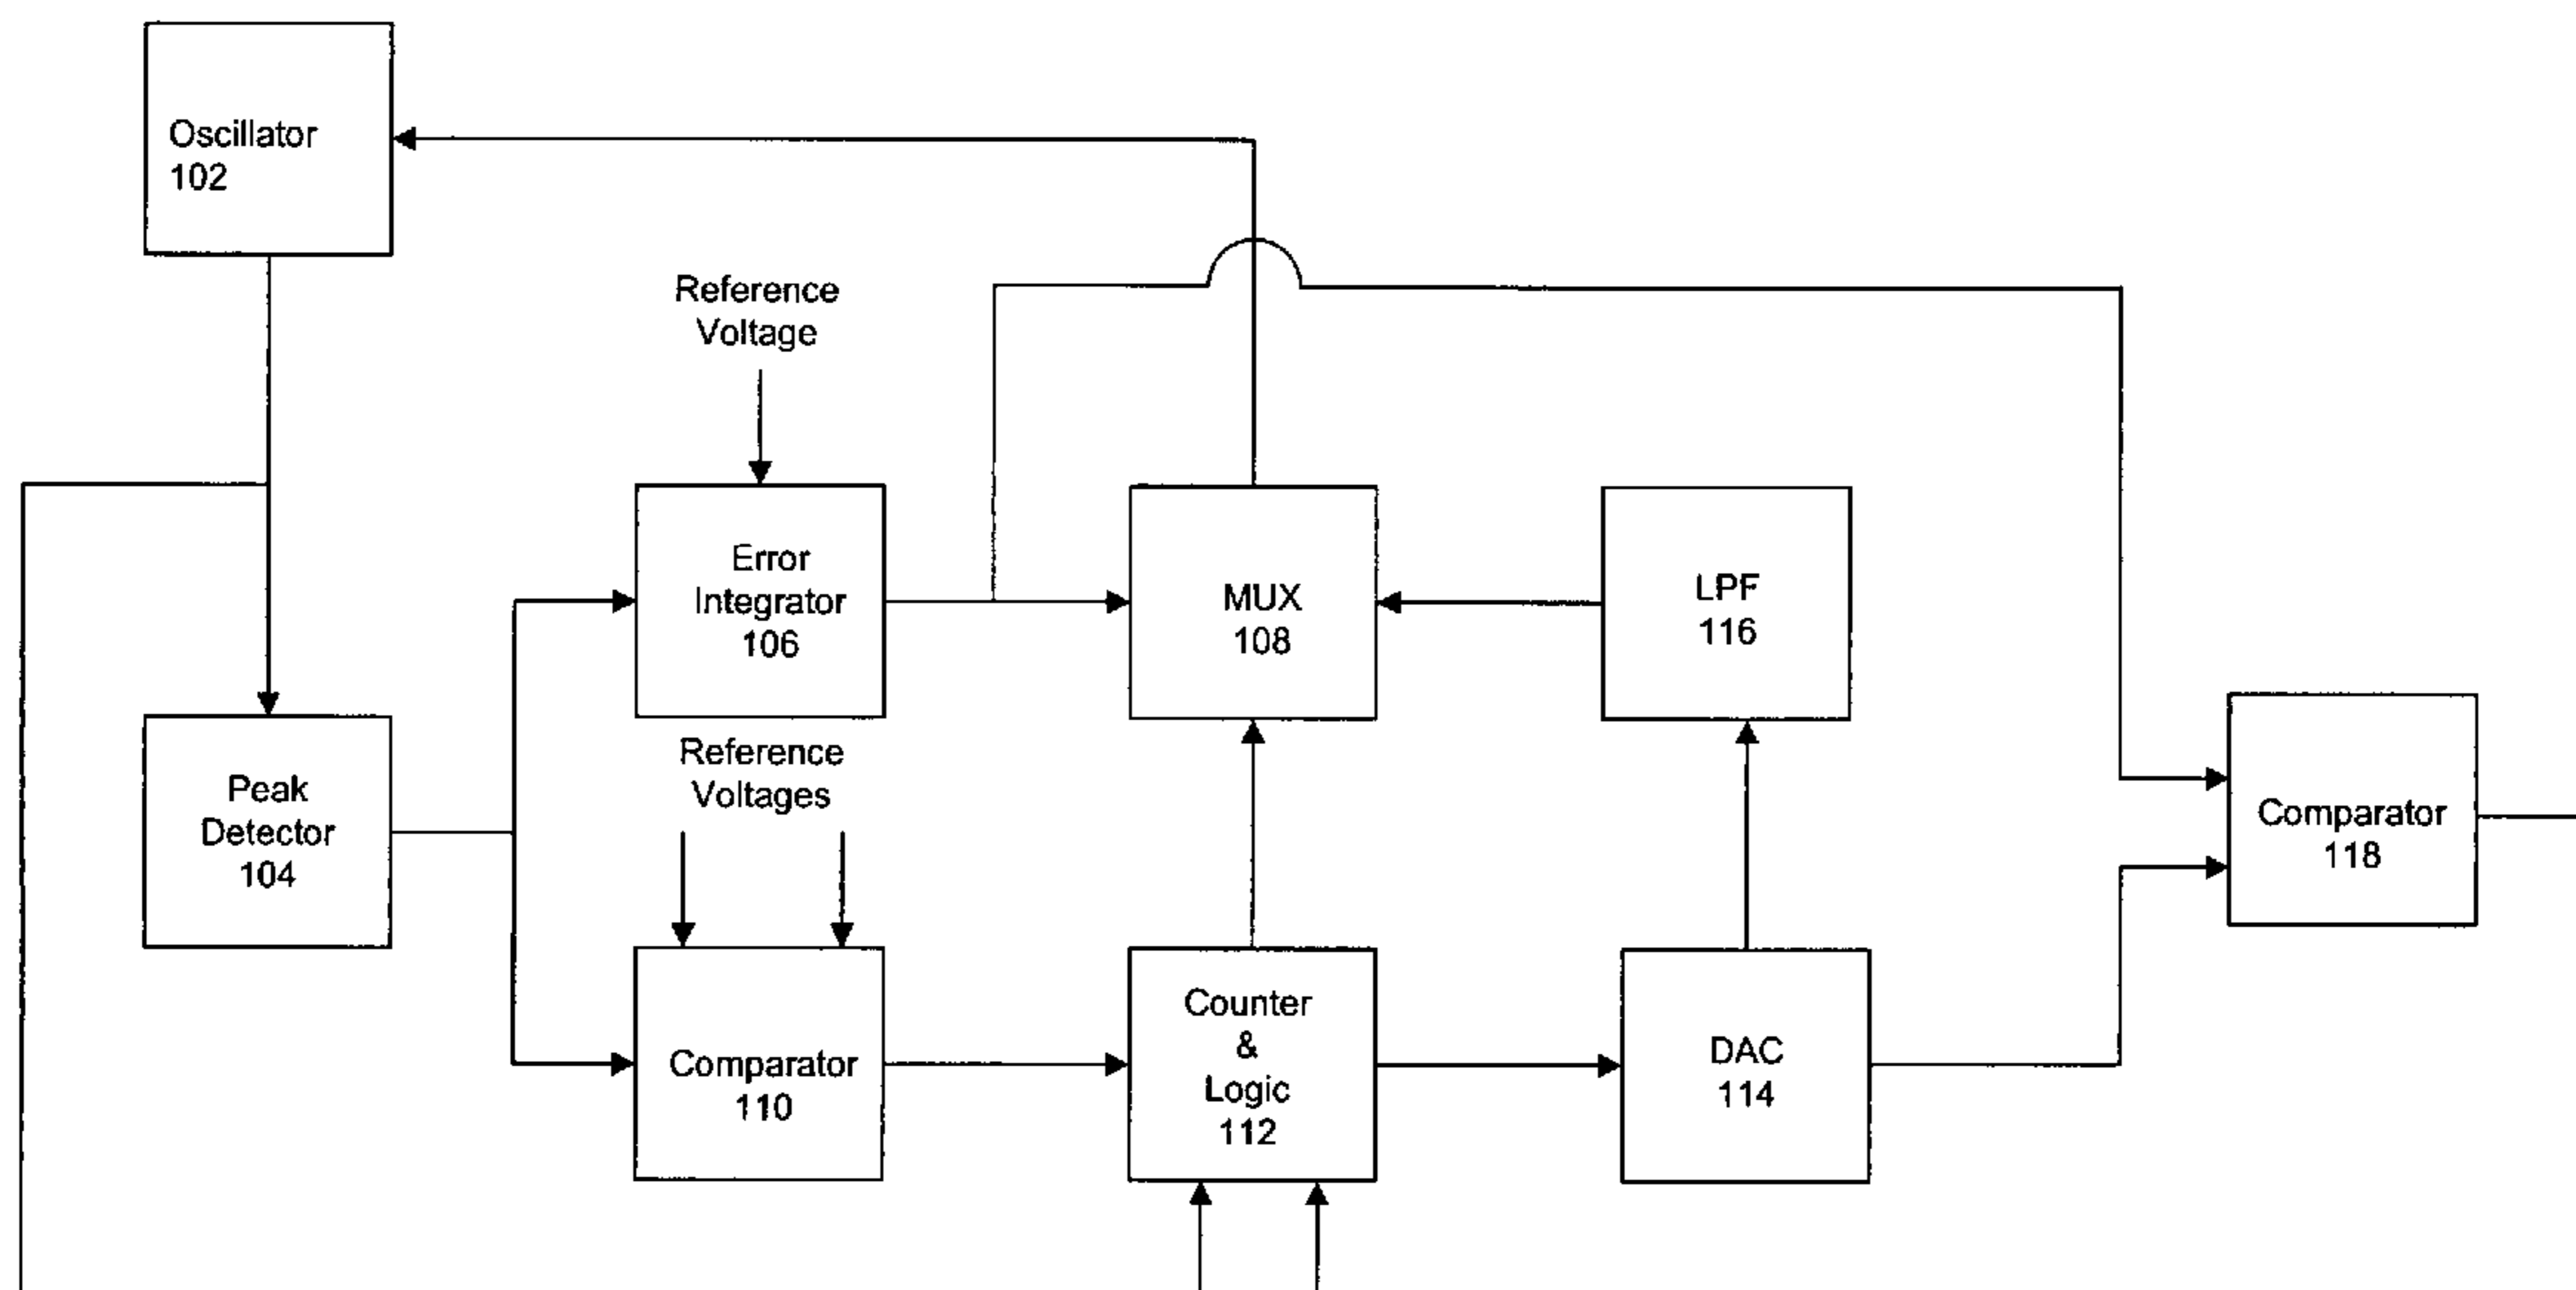 Oscillator
102
Reference
Voltage
Error
Integrator
106
MUX
108
LPF
116
Peak
Detector
104
Reference
Voltages
Comparator
118
Comparator
110
Counter
&
Logic
112
DAC
114